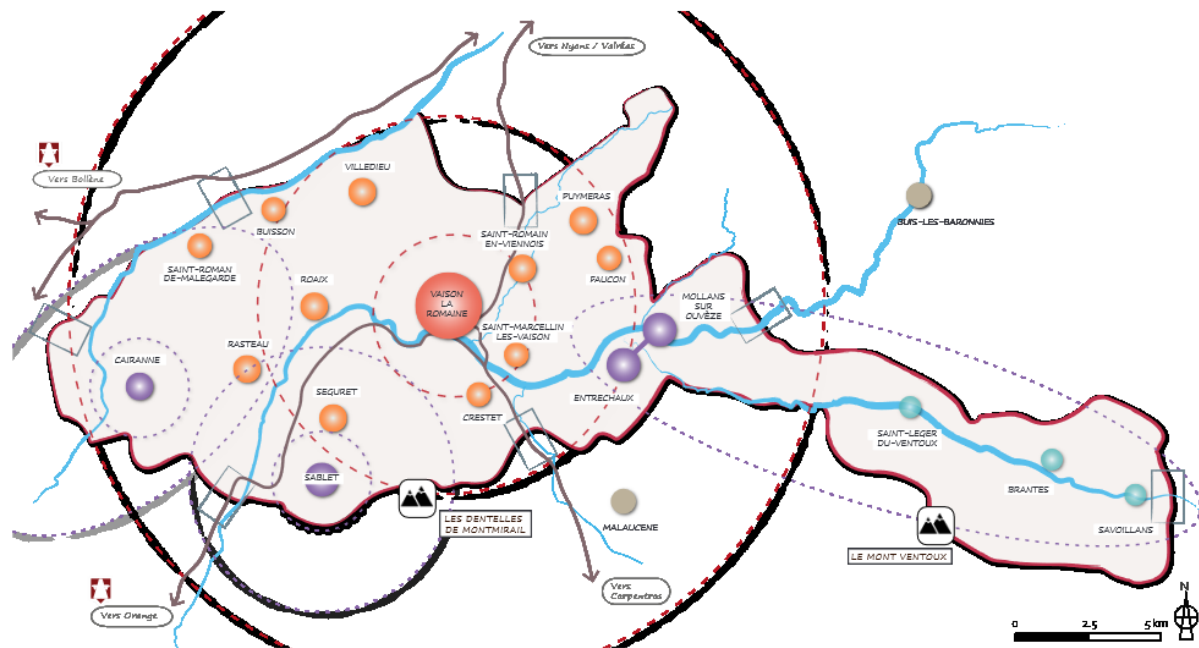 Vers Nyons / Valréas
Vers Bollène
VILLEDIEU
PUYMERAS
BUISSON
BUIS-LES-BARONNIES
SAINT-ROMAIN
EN-VIENNOIS
SAINT-ROMAN
DE-MALEGARDE
FAUCON
ROAIX
VAISON
LA
ROMAINE
MOLLANS
SUR
OUVÈZE
SAINT-MARCELLIN
LES-VAISON
CAIRANNE
RASTEAU
SEGURET
CRESTET
ENTRECHAUX
SAINT-LEGER
DU-VENTOUX
SABLET
BRANTES
LES DENTELLES
DE MONTMIRAIL
MALAUCENE
SAVOILLANS
LE MONT VENTOUX
Vers
Carpentras
Vers Orange
N
0 2.5 5km